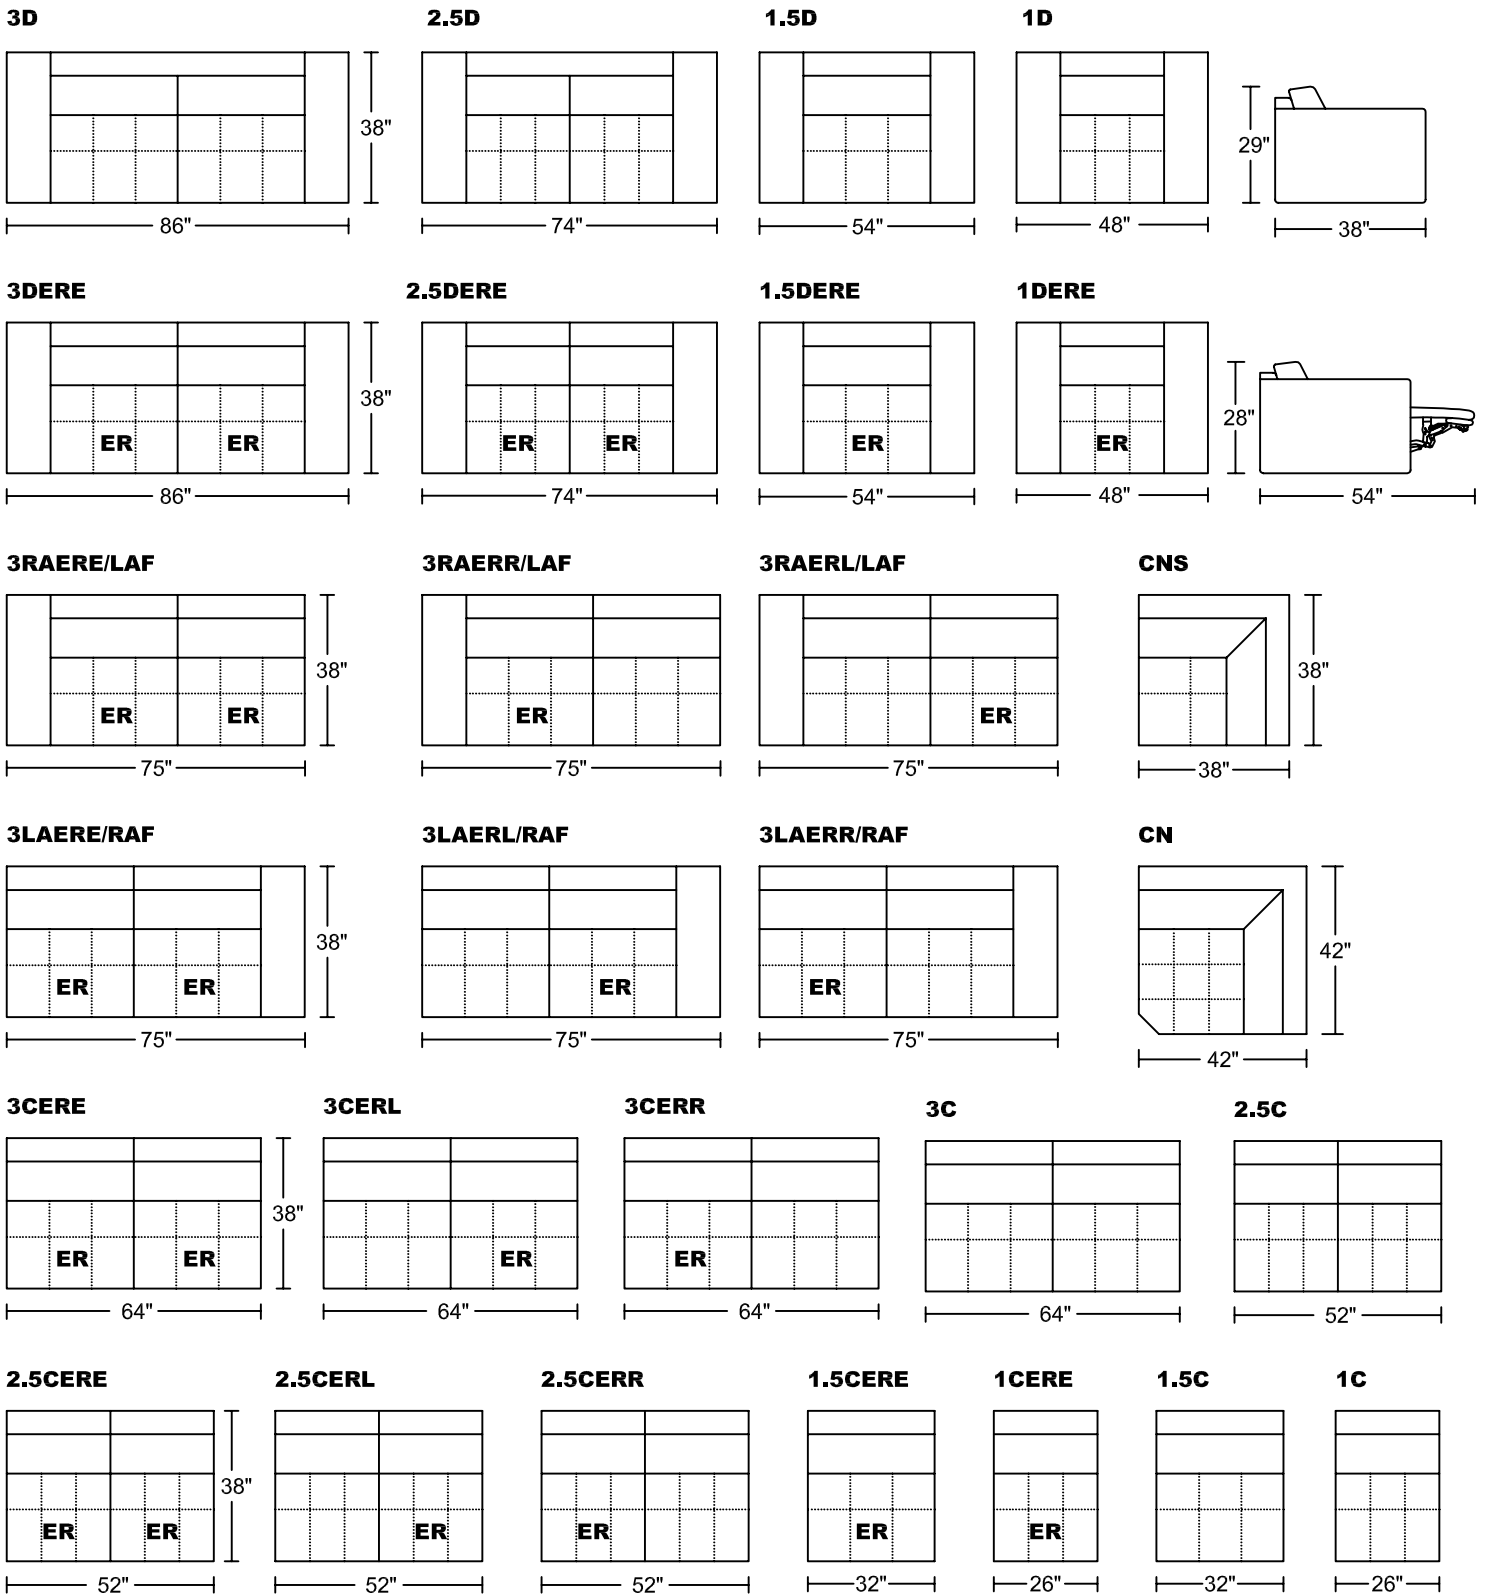 3D 2.5D 1.5D 1D
38"
29"
86" 74" 54" 48" 38"
3DERE 2.5DERE 1.5DERE 1DERE
38"
28"
ER ER ER ER ER ER
86" 74" 54" 48" 54"
3RAERE/LAF 3RAERR/LAF 3RAERL/LAF CNS
38" 38"
ER ER ER ER
75" 75" 75" 38"
3LAERE/RAF 3LAERL/RAF 3LAERR/RAF CN
38" 42"
ER ER ER ER
75" 75" 75" 42"
3CERE 3CERL 3CERR 3C 2.5C
38"
ER ER ER ER
64" 64" 64" 64" 52"
2.5CERE 2.5CERL 2.5CERR 1.5CERE 1CERE 1.5C 1C
38"
ER ER ER ER ER ER
52" 52" 52" 32" 26" 32" 26"